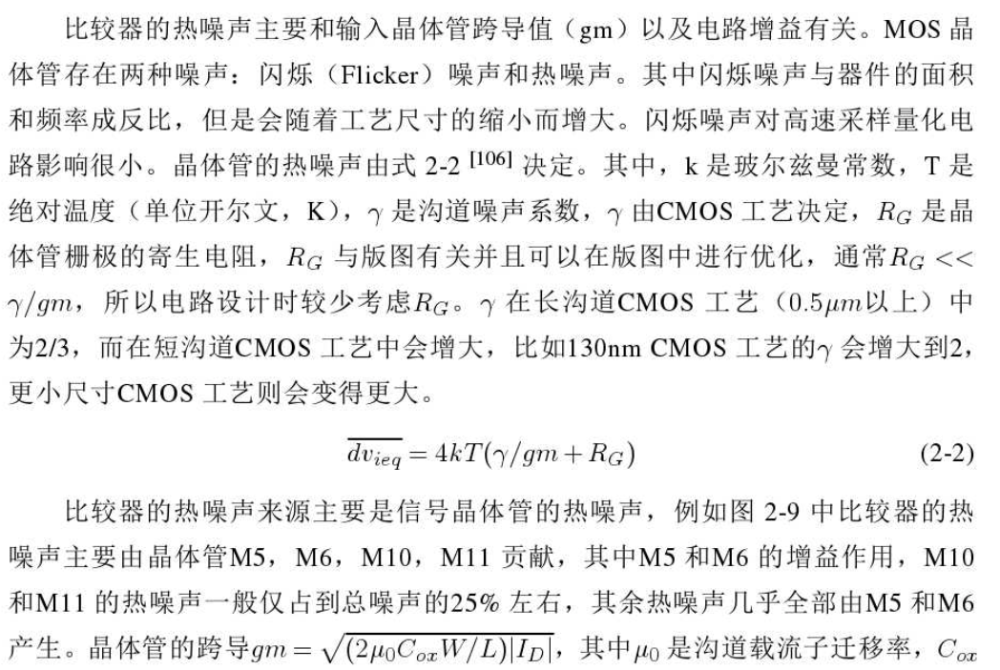 比较器的热噪声主要和输入晶体管跨导值（gm）以及电路增益有关。MOS 晶
体管存在两种噪声：闪烁（Flicker）噪声和热噪声。其中闪烁噪声与器件的面积
和频率成反比，但是会随着工艺尺寸的缩小而增大。闪烁噪声对高速采样量化电
路影响很小。晶体管的热噪声由式 2-2 [106] 决定。其中，k 是玻尔兹曼常数，T 是
绝对温度（单位开尔文，K），γ 是沟道噪声系数，γ 由CMOS 工艺决定，R_G 是晶
体管栅极的寄生电阻，R_G 与版图有关并且可以在版图中进行优化，通常R_G <<
γ/gm，所以电路设计时较少考虑R_G。γ 在长沟道CMOS 工艺（0.5μm以上）中
为2/3，而在短沟道CMOS 工艺中会增大，比如130nm CMOS 工艺的γ 会增大到2，
更小尺寸CMOS 工艺则会变得更大。
\overline{dv_{ieq}} = 4kT(γ/gm + R_G) (2-2)
比较器的热噪声来源主要是信号晶体管的热噪声，例如图 2-9 中比较器的热
噪声主要由晶体管M5，M6，M10，M11 贡献，其中M5 和M6 的增益作用，M10
和M11 的热噪声一般仅占到总噪声的25% 左右，其余热噪声几乎全部由M5 和M6
产生。晶体管的跨导gm = √(2μ_0C_{ox}W/L)|I_D|，其中μ_0 是沟道载流子迁移率，C_{ox}